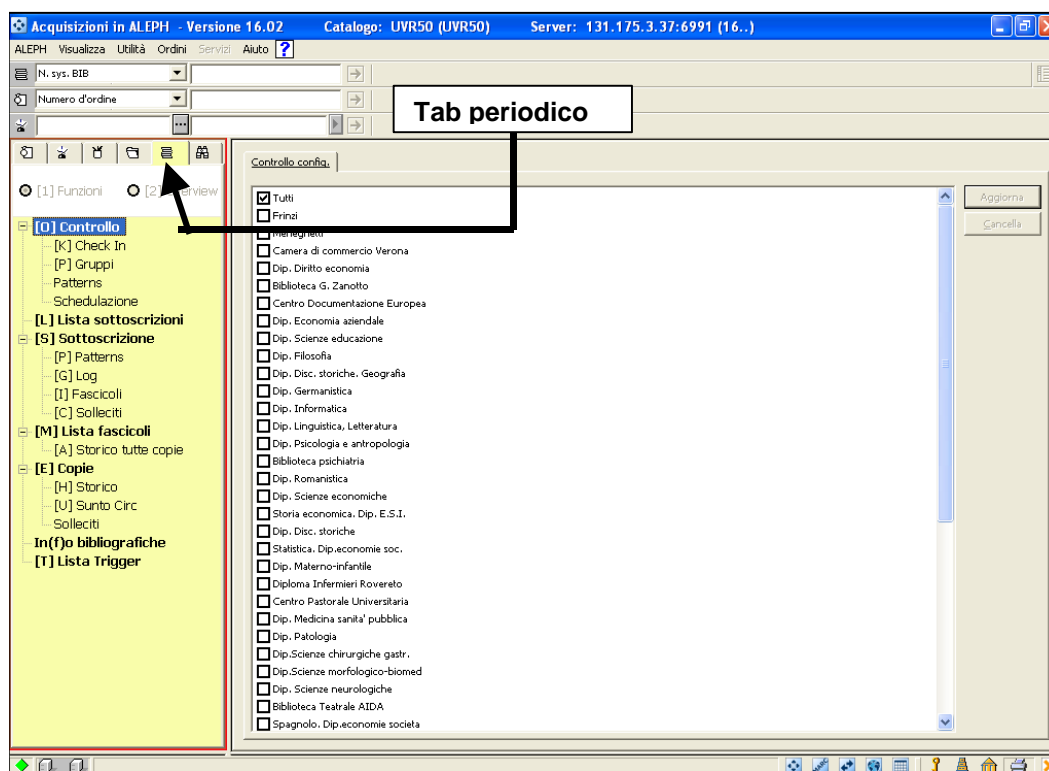 Acquisizioni in ALEPH - Versione 16.02 Catalogo: UVR50 (UVR50) Server: 131.175.3.37:6991 (16..)
ALEPH Visualizza Utilità Ordini Servizi Aiuto ?
N. sys. BIB
Numero d'ordine
Tab periodico
Controllo config.
[1] Funzioni
[0] Controllo
[K] Check In
[P] Gruppi
Patterns
Schedulazione
[L] Lista sottoscrizioni
[S] Sottoscrizione
[P] Patterns
[G] Log
[I] Fascicoli
[C] Solleciti
[M] Lista fascicoli
[A] Storico tutte copie
[E] Copie
[H] Storico
[U] Sunto Circ
Solleciti
In(f)o bibliografiche
[T] Lista Trigger
Tutti
Frinzi
Meneghetti
Camera di commercio Verona
Dip. Diritto economia
Biblioteca G. Zanotto
Centro Documentazione Europea
Dip. Economia aziendale
Dip. Scienze educazione
Dip. Filosofia
Dip. Disc. storiche. Geografia
Dip. Germanistica
Dip. Informatica
Dip. Linguistica, Letteratura
Dip. Psicologia e antropologia
Biblioteca psichiatria
Dip. Romanistica
Dip. Scienze economiche
Storia economica. Dip. E.S.I.
Dip. Disc. storiche
Statistica. Dip.economie soc.
Dip. Materno-infantile
Diploma Infermieri Rovereto
Centro Pastorale Universitaria
Dip. Medicina sanita' pubblica
Dip. Patologia
Dip.Scienze chirurgiche gastr.
Dip.Scienze morfologico-biomed
Dip. Scienze neurologiche
Biblioteca Teatrale AIDA
Spagnolo. Dip.economie societa
Aggiorna
Cancella